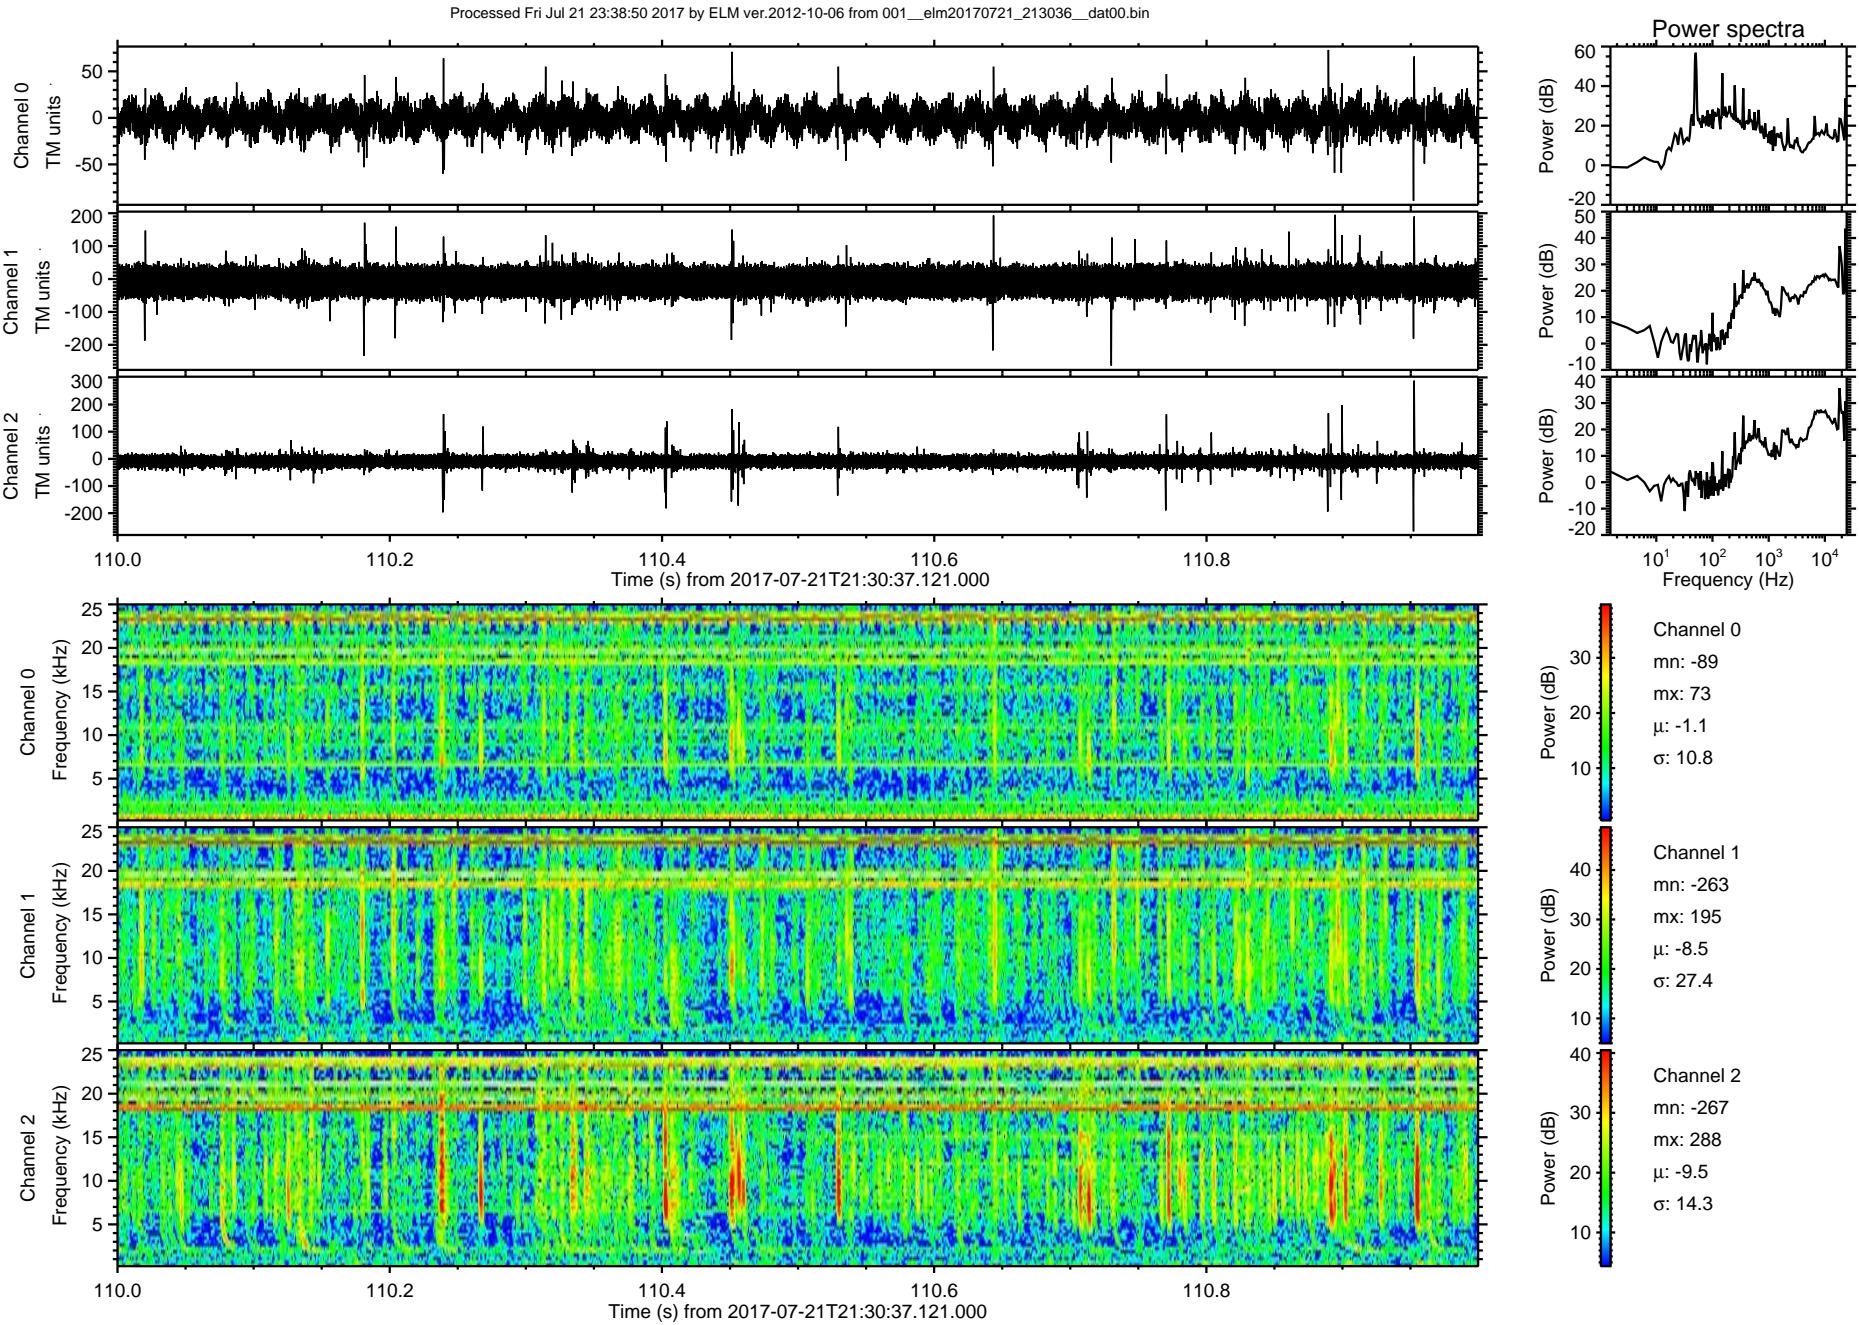 Processed Fri Jul 21 23:38:50 2017 by ELM ver.2012-10-06 from 001__elm20170721_213036__dat00.bin
Power spectra
Channel 0
TM units
50
0
-50
Power (dB)
60
40
20
0
-20
Channel 1
TM units
200
100
0
-100
-200
Power (dB)
50
40
30
20
10
0
-10
Channel 2
TM units
300
200
100
0
-100
-200
Power (dB)
40
30
20
10
0
-10
-20
110.0 110.2 110.4 110.6 110.8
Time (s) from 2017-07-21T21:30:37.121.000
10¹ 10² 10³ 10⁴
Frequency (Hz)
Channel 0
Frequency (kHz)
25
20
15
10
5
Power (dB)
30
20
10
Channel 0
mn: -89
mx: 73
μ: -1.1
σ: 10.8
Channel 1
Frequency (kHz)
25
20
15
10
5
Power (dB)
40
30
20
10
Channel 1
mn: -263
mx: 195
μ: -8.5
σ: 27.4
Channel 2
Frequency (kHz)
25
20
15
10
5
Power (dB)
40
30
20
10
Channel 2
mn: -267
mx: 288
μ: -9.5
σ: 14.3
110.0 110.2 110.4 110.6 110.8
Time (s) from 2017-07-21T21:30:37.121.000